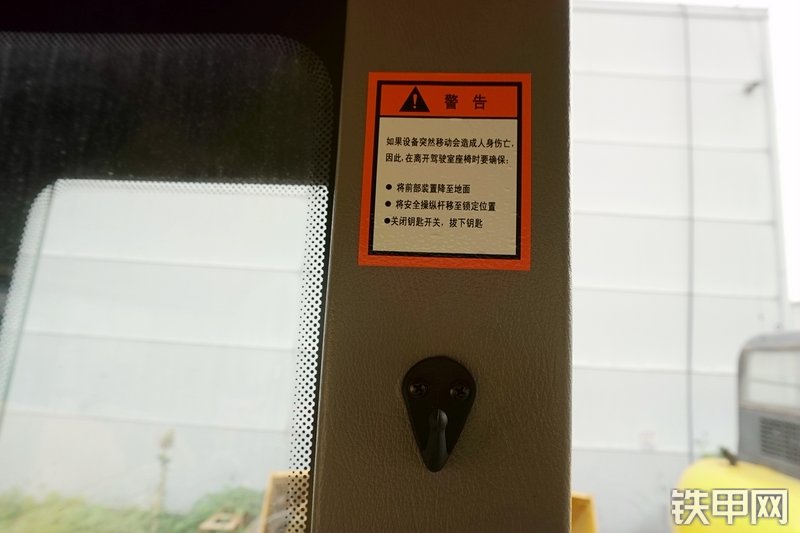 警告
如果设备突然移动会造成人身伤亡,
因此,在离开驾驶室座椅时要确保:
● 将前部装置降至地面
● 将安全操纵杆移至锁定位置
●关闭钥匙开关，拔下钥匙
铁甲网